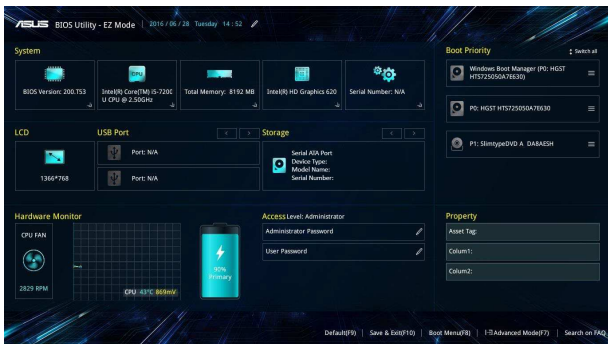 ASUS BIOS Utility - EZ Mode 2016/06/28 Tuesday 14:52
System
BIOS Version: 200.T53
Intel(R) Core(TM) i5-7200
U CPU @ 2.50GHz
Total Memory: 8192 MB
Intel(R) HD Graphics 620
Serial Number: N/A
Boot Priority
Switch all
Windows Boot Manager (P0: HGST
HTS725050A7E630)
P0: HGST HTS725050A7E630
P1: SlimtypeDVD A DA8AESH
LCD
1366*768
USB Port
Port: N/A
Port: N/A
Storage
Serial ATA Port
Device Type:
Model Name:
Serial Number:
Hardware Monitor
CPU FAN
2829 RPM
CPU 43°C 869mV
90%
Primary
Access Level: Administrator
Administrator Password
User Password
Property
Asset Tag:
Colum1:
Colum2:
Default(F9) Save & Exit(F10) Boot Menu(F8) Advanced Mode(F7) Search on FAQ